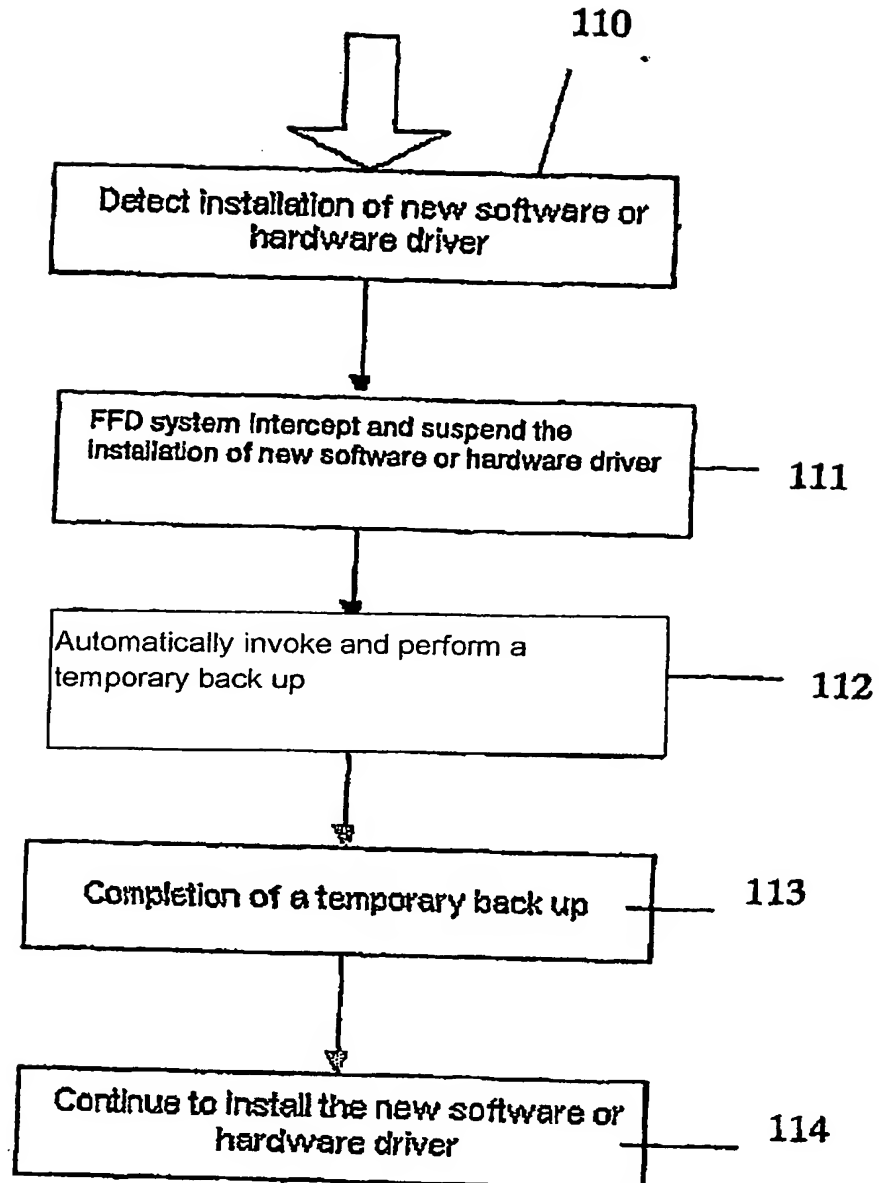 110
Detect installation of new software or
hardware driver
FFD system intercept and suspend the
installation of new software or hardware driver
111
Automatically invoke and perform a
temporary back up
112
Completion of a temporary back up
113
Continue to install the new software or
hardware driver
114